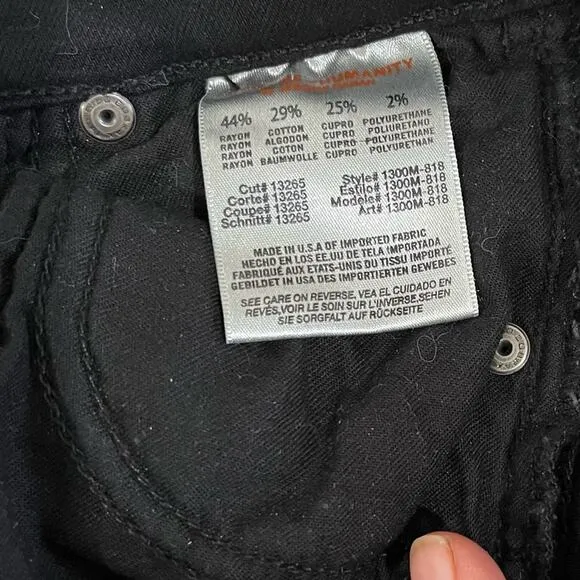 HUMANITY
44% 29% 25% 2%
RAYON COTTON CUPRO POLYURETHANE
RAYON ALGODON CUPRO POLIURETANO
RAYON COTON CUPRO POLYURETHANE
RAYON BAUMWOLLE CUPRO POLYURETHAN
Cut# 13265 Style# 1300M-818
Corte# 13265 Estilo# 1300M-818
Coupe# 13265 Modele# 1300M-818
Schnitt# 13265 Art# 1300M-818
MADE IN U.S.A OF IMPORTED FABRIC
HECHO EN LOS EE.UU DE TELA IMPORTADA
FABRIQUÉ AUX ETATS-UNIS DU TISSU IMPORTÉ
GEBILDET IN USA DES IMPORTIERTEN GEWEBES
SEE CARE ON REVERSE. VEA EL CUIDADO EN
REVÉS.VOIR LE SOIN SUR L'INVERSE.SEHEN
SIE SORGFALT AUF RÜCKSEITE